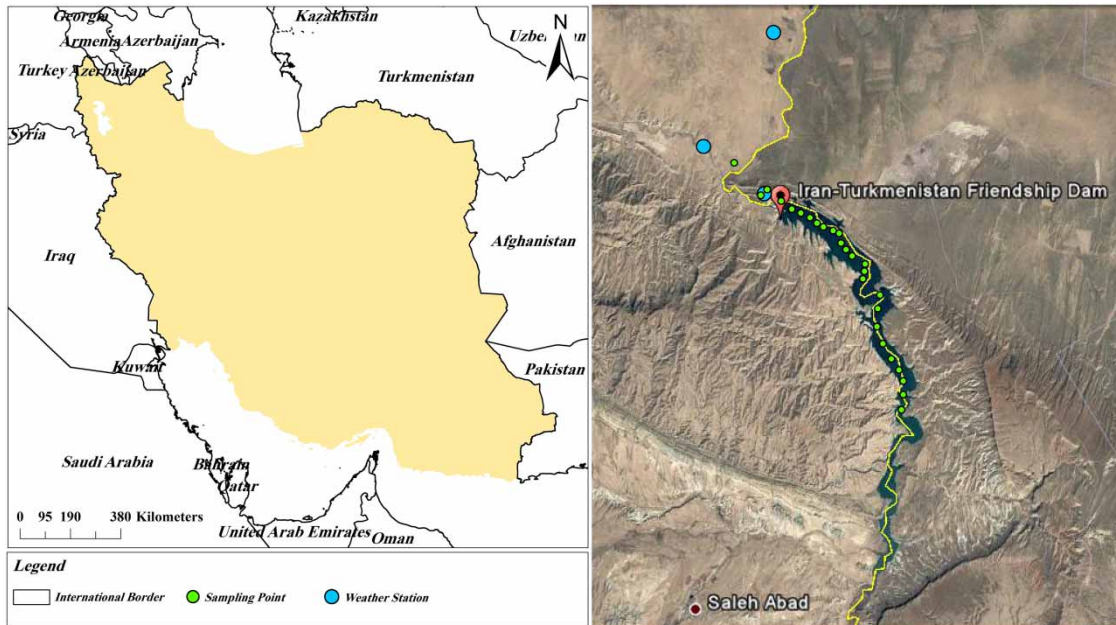 Georgia
Kazakhstan
N
Armenia
Azerbaijan
Uzbe
Turkey
Azerbaijan
Turkmenistan
Syria
Iraq
Afghanistan
Kuwait
Pakistan
Saudi Arabia
Bahrain
Qatar
0 95 190 380 Kilometers
United Arab Emirates
Oman
Legend
International Border
Sampling Point
Weather Station
Iran-Turkmenistan Friendship Dam
Saleh Abad